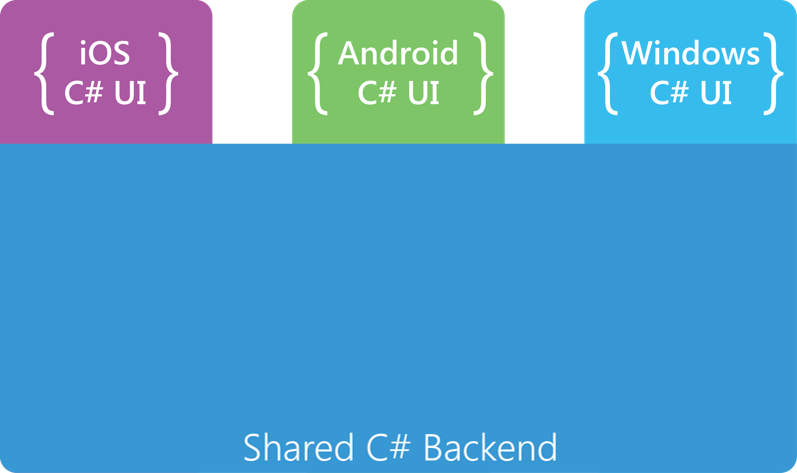 { iOS
C# UI }
{ Android
C# UI }
{ Windows
C# UI }
Shared C# Backend